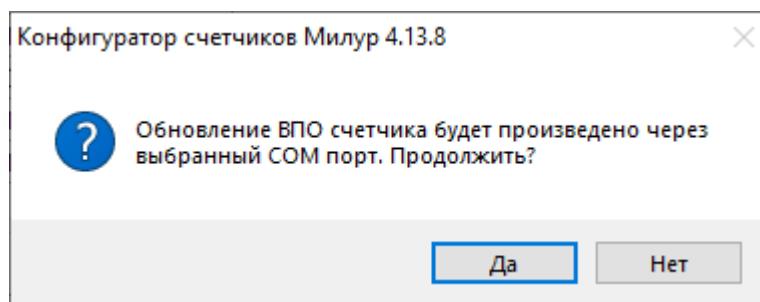 Конфигуратор счетчиков Милур 4.13.8
Обновление ВПО счетчика будет произведено через
выбранный COM порт. Продолжить?
Да
Нет